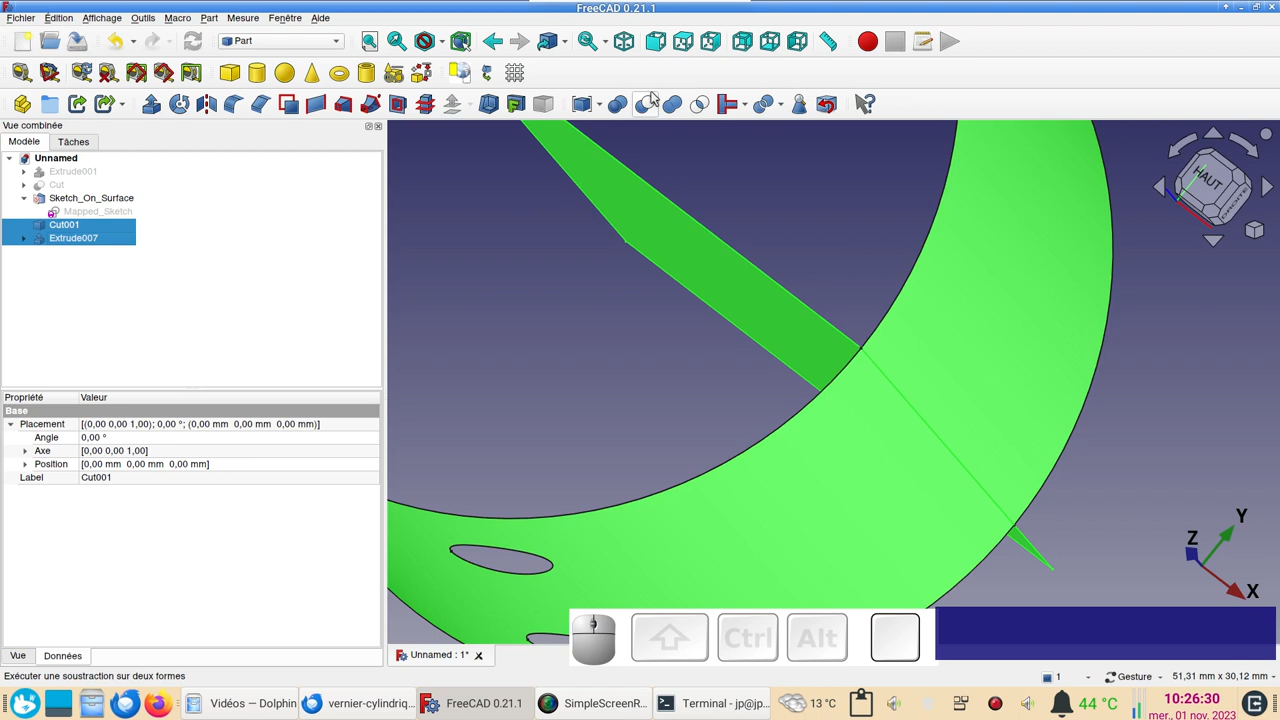 FreeCAD 0.21.1
Fichier Édition Affichage Outils Macro Part Mesure Fenêtre Aide
Part
Vue combinée
Modèle Tâches
Unnamed
Extrude001
Cut
Sketch_On_Surface
Mapped_Sketch
Cut001
Extrude007
Propriété Valeur
Base
Placement [(0,00 0,00 1,00); 0,00 °; (0,00 mm 0,00 mm 0,00 mm)]
Angle 0,00 °
Axe [0,00 0,00 1,00]
Position [0,00 mm 0,00 mm 0,00 mm]
Label Cut001
HAUT
Y
Z
X
Ctrl Alt
Vue Données
Unnamed : 1*
Exécuter une soustraction sur deux formes
1 Gesture 51,31 mm x 30,12 mm
Vidéos — Dolphin vernier-cylindriq... FreeCAD 0.21.1 SimpleScreenR... Terminal - jp@jp... 13 °C 44 °C
10:26:30
mer., 01 nov. 2023